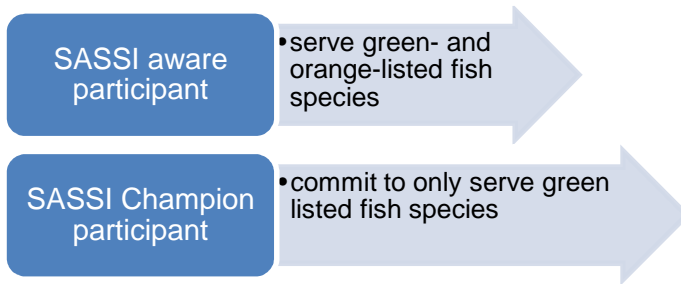 SASSI aware
participant
•serve green- and
orange-listed fish
species
SASSI Champion
participant
•commit to only serve green
listed fish species